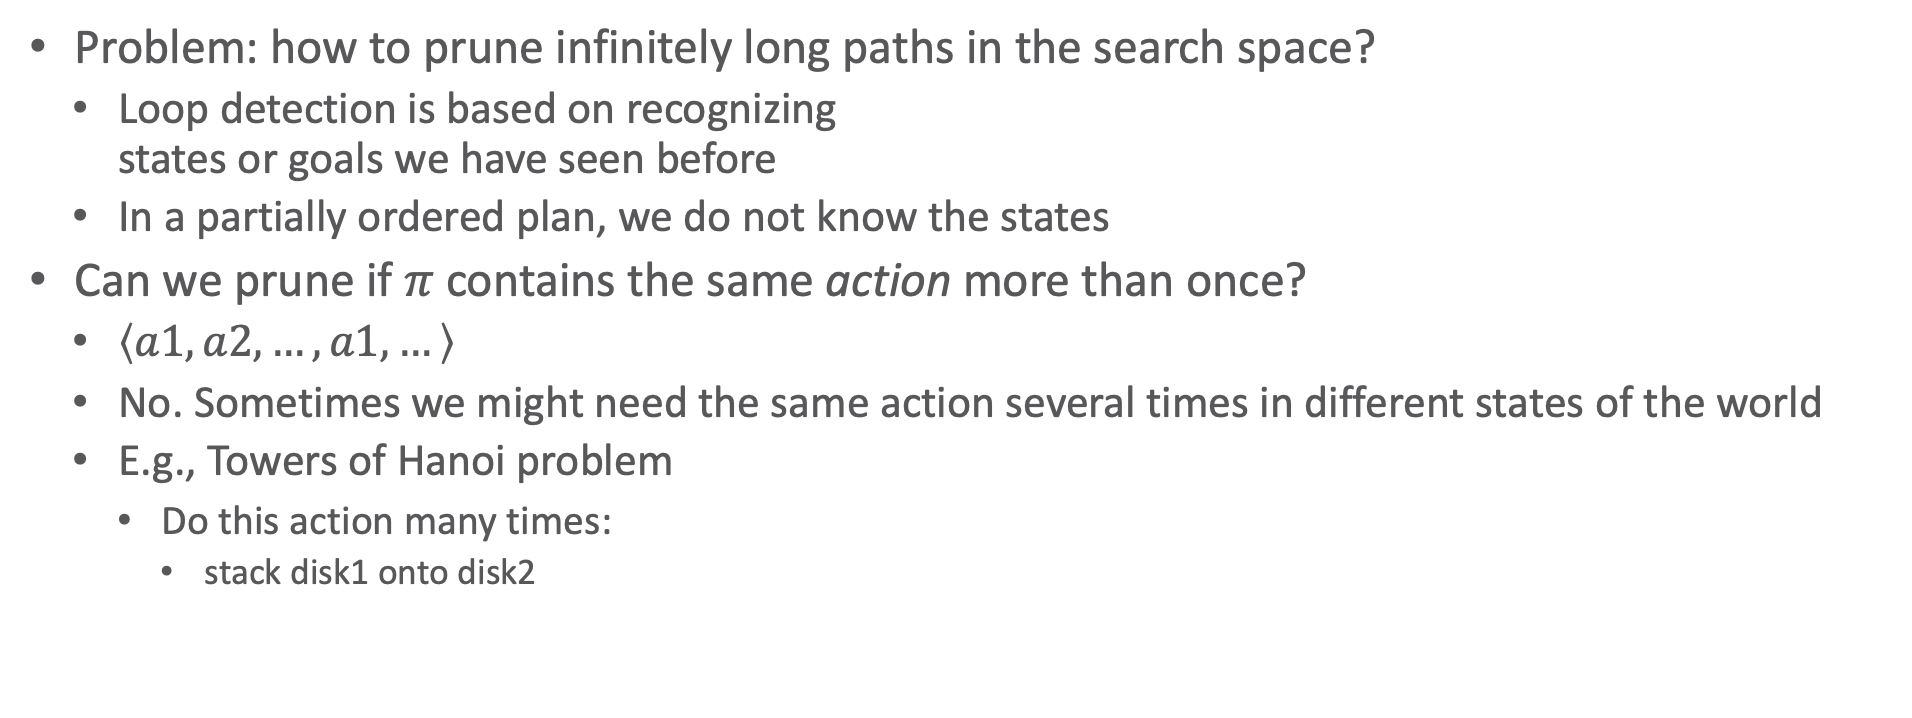 • Problem: how to prune infinitely long paths in the search space?
• Loop detection is based on recognizing
states or goals we have seen before
• In a partially ordered plan, we do not know the states
• Can we prune if π contains the same action more than once?
• ⟨a1, a2, … , a1, … ⟩
• No. Sometimes we might need the same action several times in different states of the world
• E.g., Towers of Hanoi problem
• Do this action many times:
• stack disk1 onto disk2